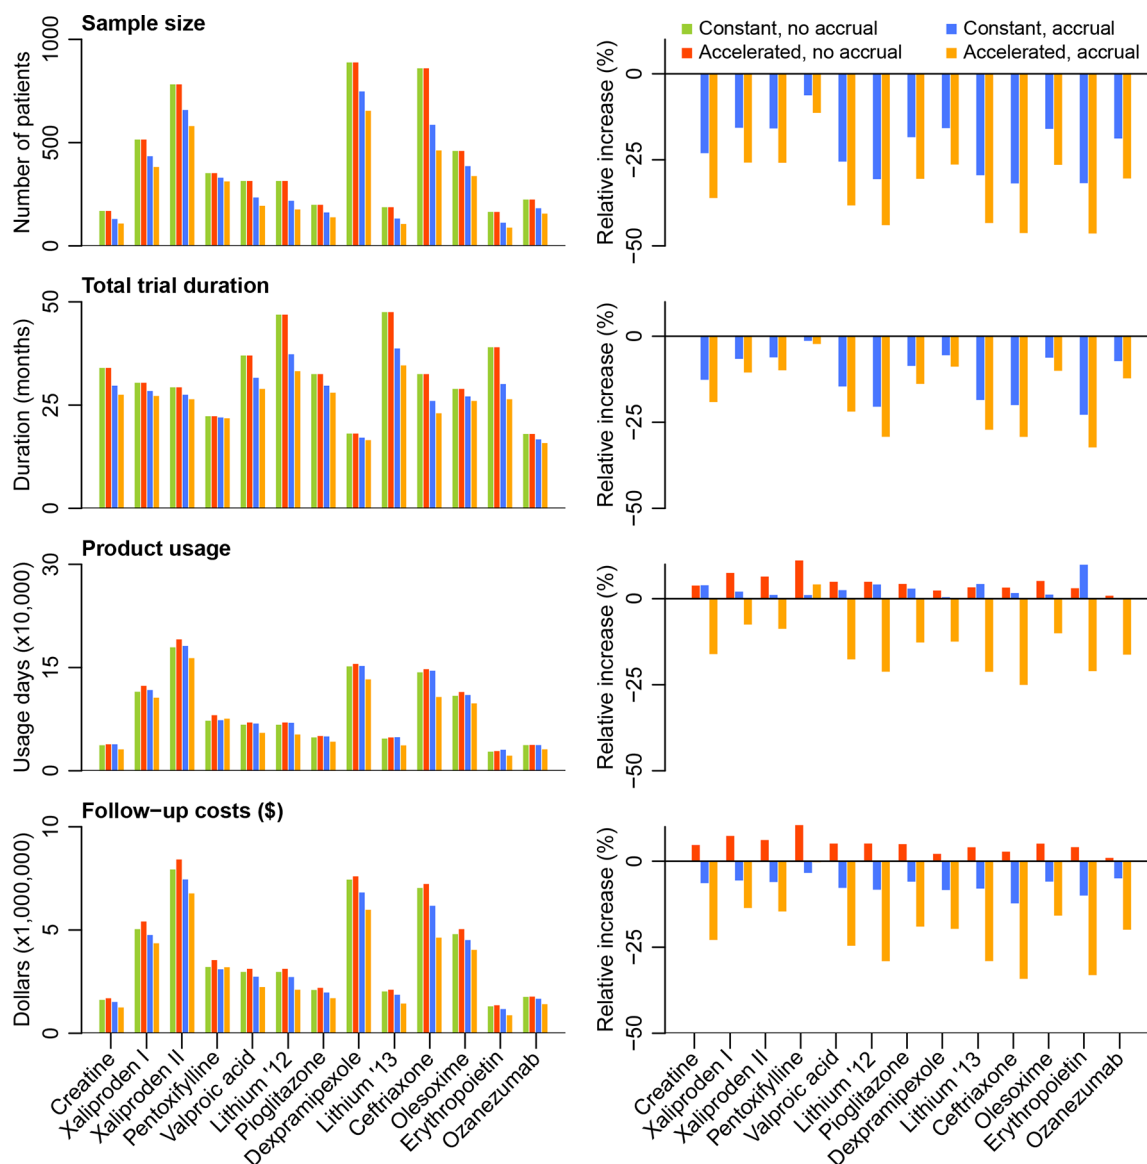 Sample size
Number of patients
1000
500
0
Constant, no accrual
Constant, accrual
Accelerated, no accrual
Accelerated, accrual
Relative increase (%)
0
−25
−50
Total trial duration
Duration (months)
50
25
0
Relative increase (%)
0
−25
−50
Product usage
Usage days (x10,000)
30
15
0
Relative increase (%)
0
−25
−50
Follow−up costs ($)
Dollars (x1,000,000)
10
5
0
Relative increase (%)
0
−25
−50
Creatine
Xaliproden I
Xaliproden II
Pentoxifylline
Valproic acid
Lithium '12
Pioglitazone
Dexpramipexole
Lithium '13
Ceftriaxone
Olesoxime
Erythropoietin
Ozanezumab
Creatine
Xaliproden I
Xaliproden II
Pentoxifylline
Valproic acid
Lithium '12
Pioglitazone
Dexpramipexole
Lithium '13
Ceftriaxone
Olesoxime
Erythropoietin
Ozanezumab